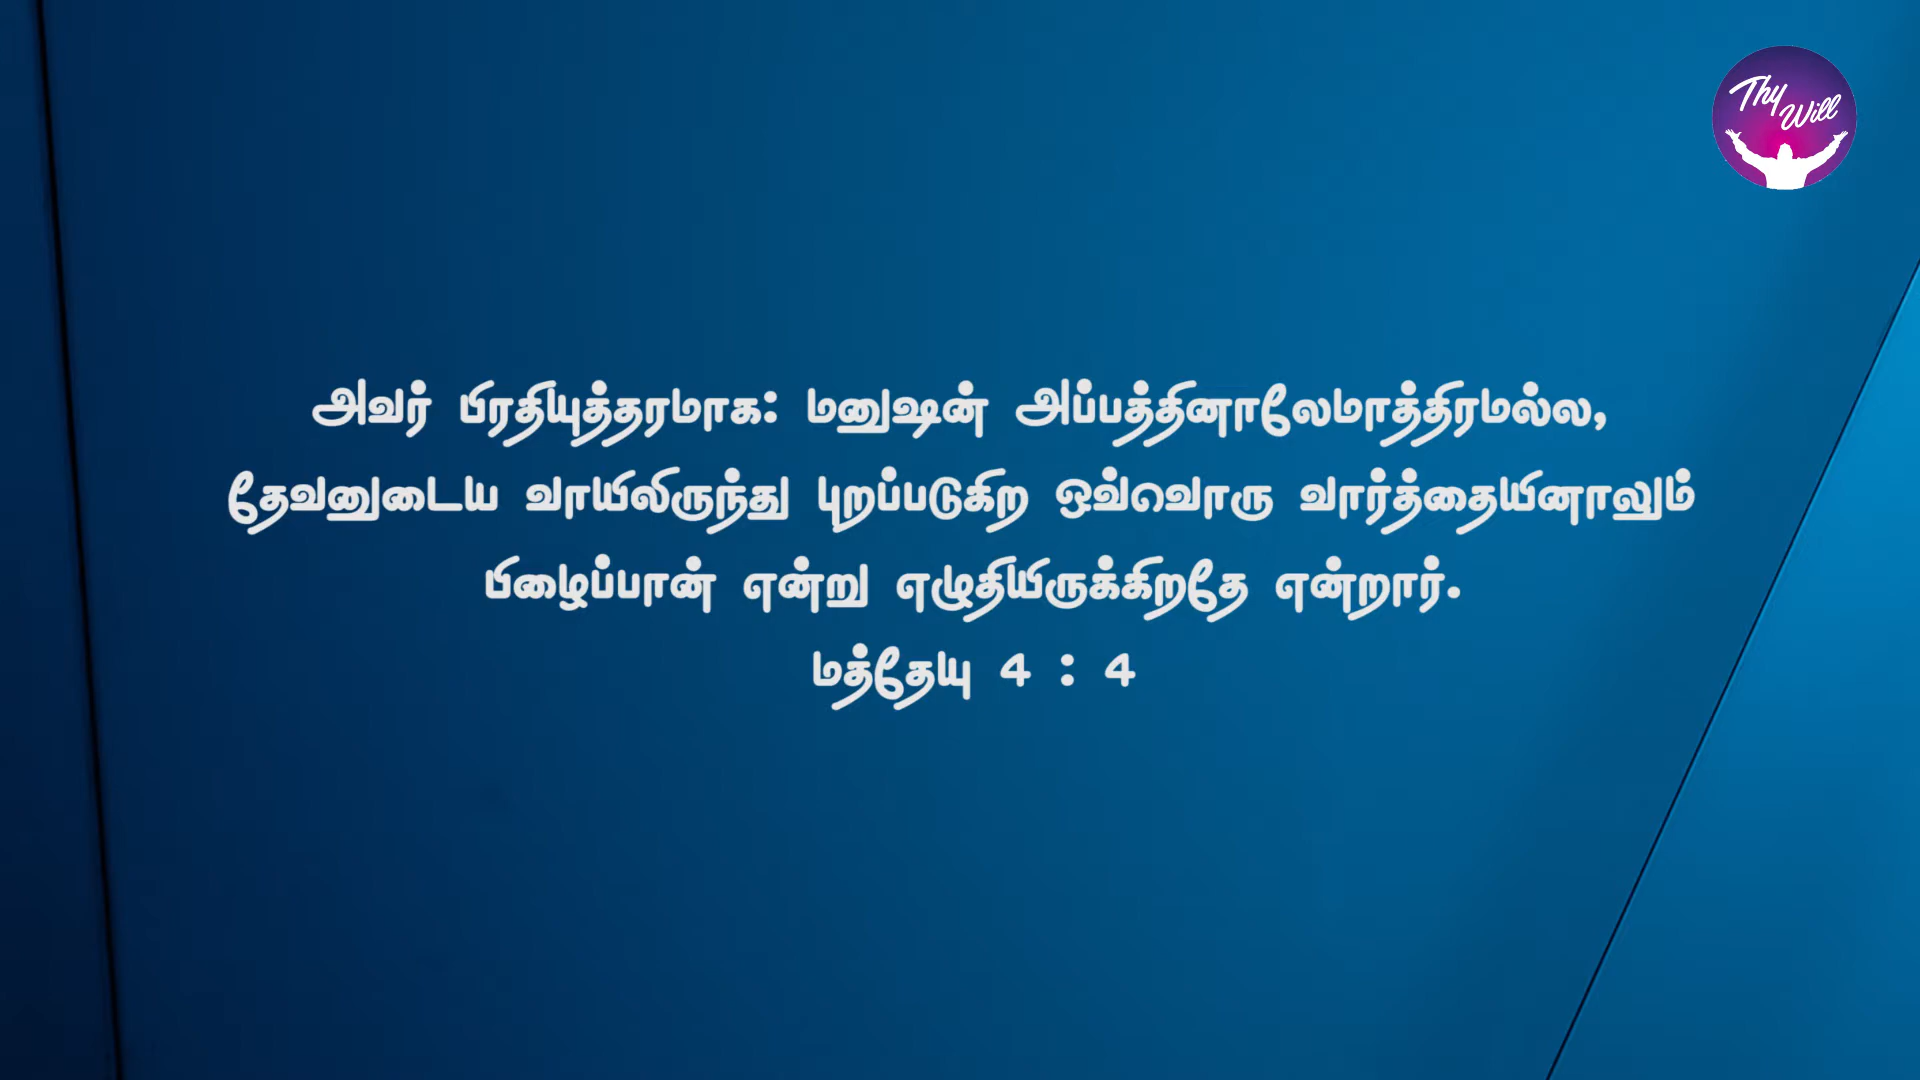 Thy
Will
அவர் பிரதியுத்தரமாக: மனுஷன் அப்பத்தினாலேமாத்திரமல்ல,
தேவனுடைய வாயிலிருந்து புறப்படுகிற ஒவ்வொரு வார்த்தையினாலும்
பிழைப்பான் என்று எழுதியிருக்கிறதே என்றார்.
மத்தேயு 4 : 4